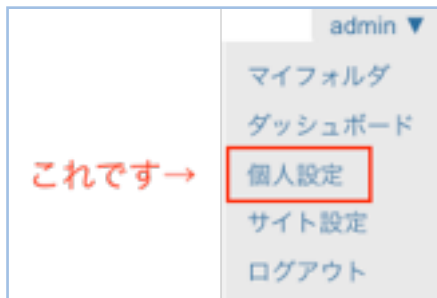 admin ▼
マイフォルダ
ダッシュボード
これです→ 個人設定
サイト設定
ログアウト